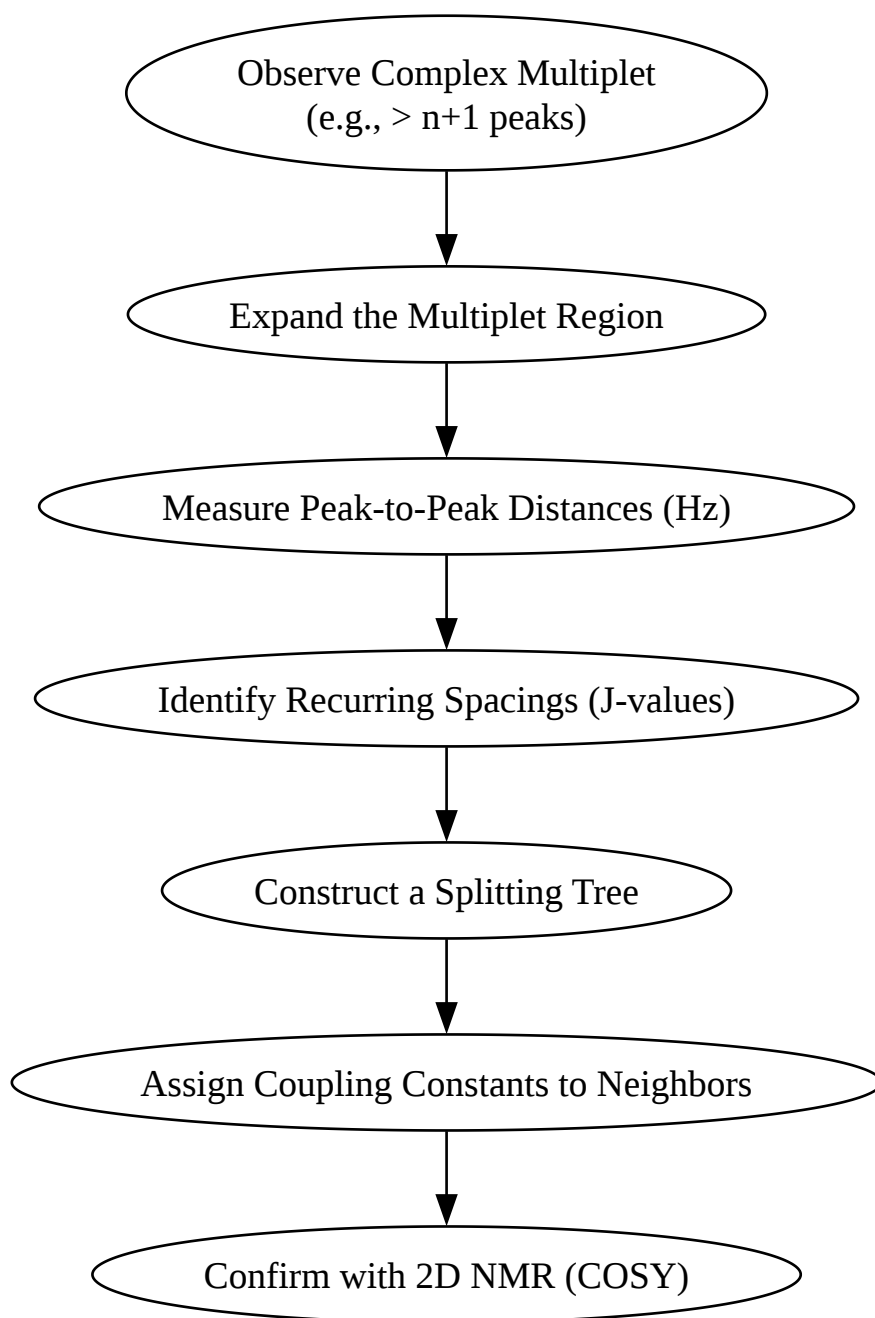 Observe Complex Multiplet
(e.g., > n+1 peaks)
Expand the Multiplet Region
Measure Peak-to-Peak Distances (Hz)
Identify Recurring Spacings (J-values)
Construct a Splitting Tree
Assign Coupling Constants to Neighbors
Confirm with 2D NMR (COSY)